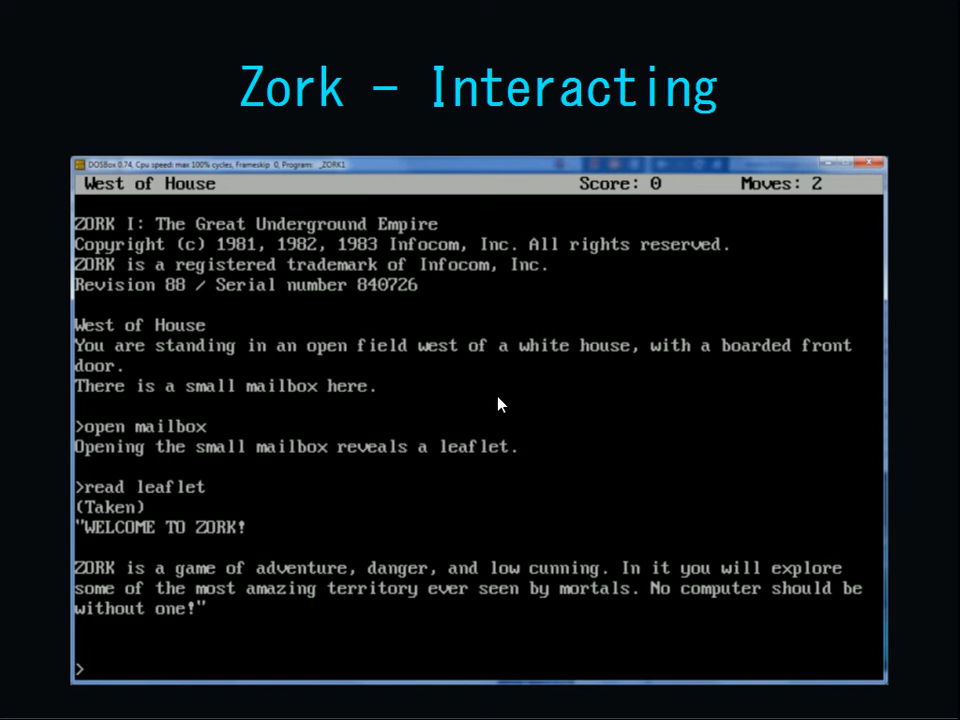 Zork - Interacting
DOSBox 0.74, Cpu speed: max 100% cycles, Frameskip 0, Program: _ZORK1
West of House Score: 0 Moves: 2
ZORK I: The Great Underground Empire
Copyright (c) 1981, 1982, 1983 Infocom, Inc. All rights reserved.
ZORK is a registered trademark of Infocom, Inc.
Revision 88 / Serial number 840726
West of House
You are standing in an open field west of a white house, with a boarded front
door.
There is a small mailbox here.
>open mailbox
Opening the small mailbox reveals a leaflet.
>read leaflet
(Taken)
"WELCOME TO ZORK!
ZORK is a game of adventure, danger, and low cunning. In it you will explore
some of the most amazing territory ever seen by mortals. No computer should be
without one!"
>